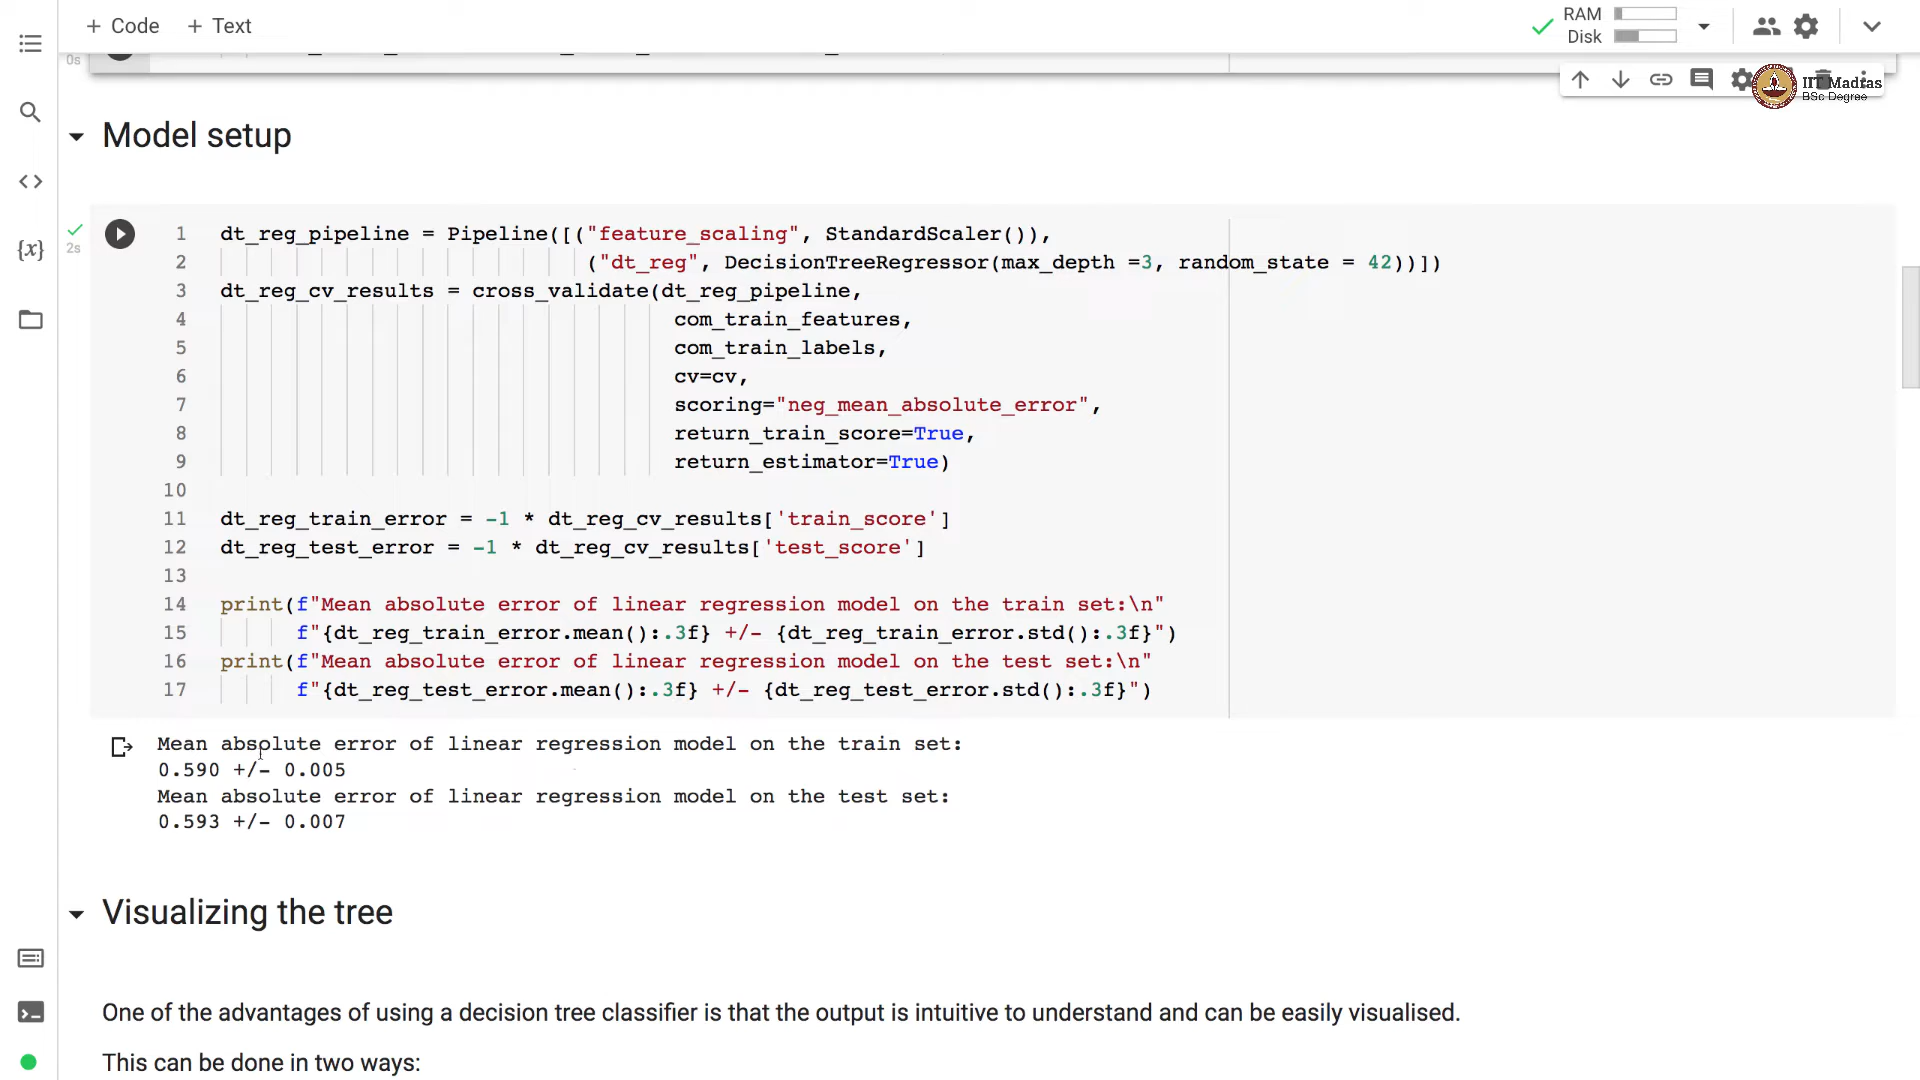 + Code + Text
RAM
Disk
0s
IIT Madras
BSc Degree
Model setup
2s
1 dt_reg_pipeline = Pipeline([("feature_scaling", StandardScaler()),
2 ("dt_reg", DecisionTreeRegressor(max_depth =3, random_state = 42))])
3 dt_reg_cv_results = cross_validate(dt_reg_pipeline,
4 com_train_features,
5 com_train_labels,
6 cv=cv,
7 scoring="neg_mean_absolute_error",
8 return_train_score=True,
9 return_estimator=True)
10
11 dt_reg_train_error = -1 * dt_reg_cv_results['train_score']
12 dt_reg_test_error = -1 * dt_reg_cv_results['test_score']
13
14 print(f"Mean absolute error of linear regression model on the train set:\n"
15 f"{dt_reg_train_error.mean():.3f} +/- {dt_reg_train_error.std():.3f}")
16 print(f"Mean absolute error of linear regression model on the test set:\n"
17 f"{dt_reg_test_error.mean():.3f} +/- {dt_reg_test_error.std():.3f}")
Mean absolute error of linear regression model on the train set:
0.590 +/- 0.005
Mean absolute error of linear regression model on the test set:
0.593 +/- 0.007
Visualizing the tree
One of the advantages of using a decision tree classifier is that the output is intuitive to understand and can be easily visualised.
This can be done in two ways: